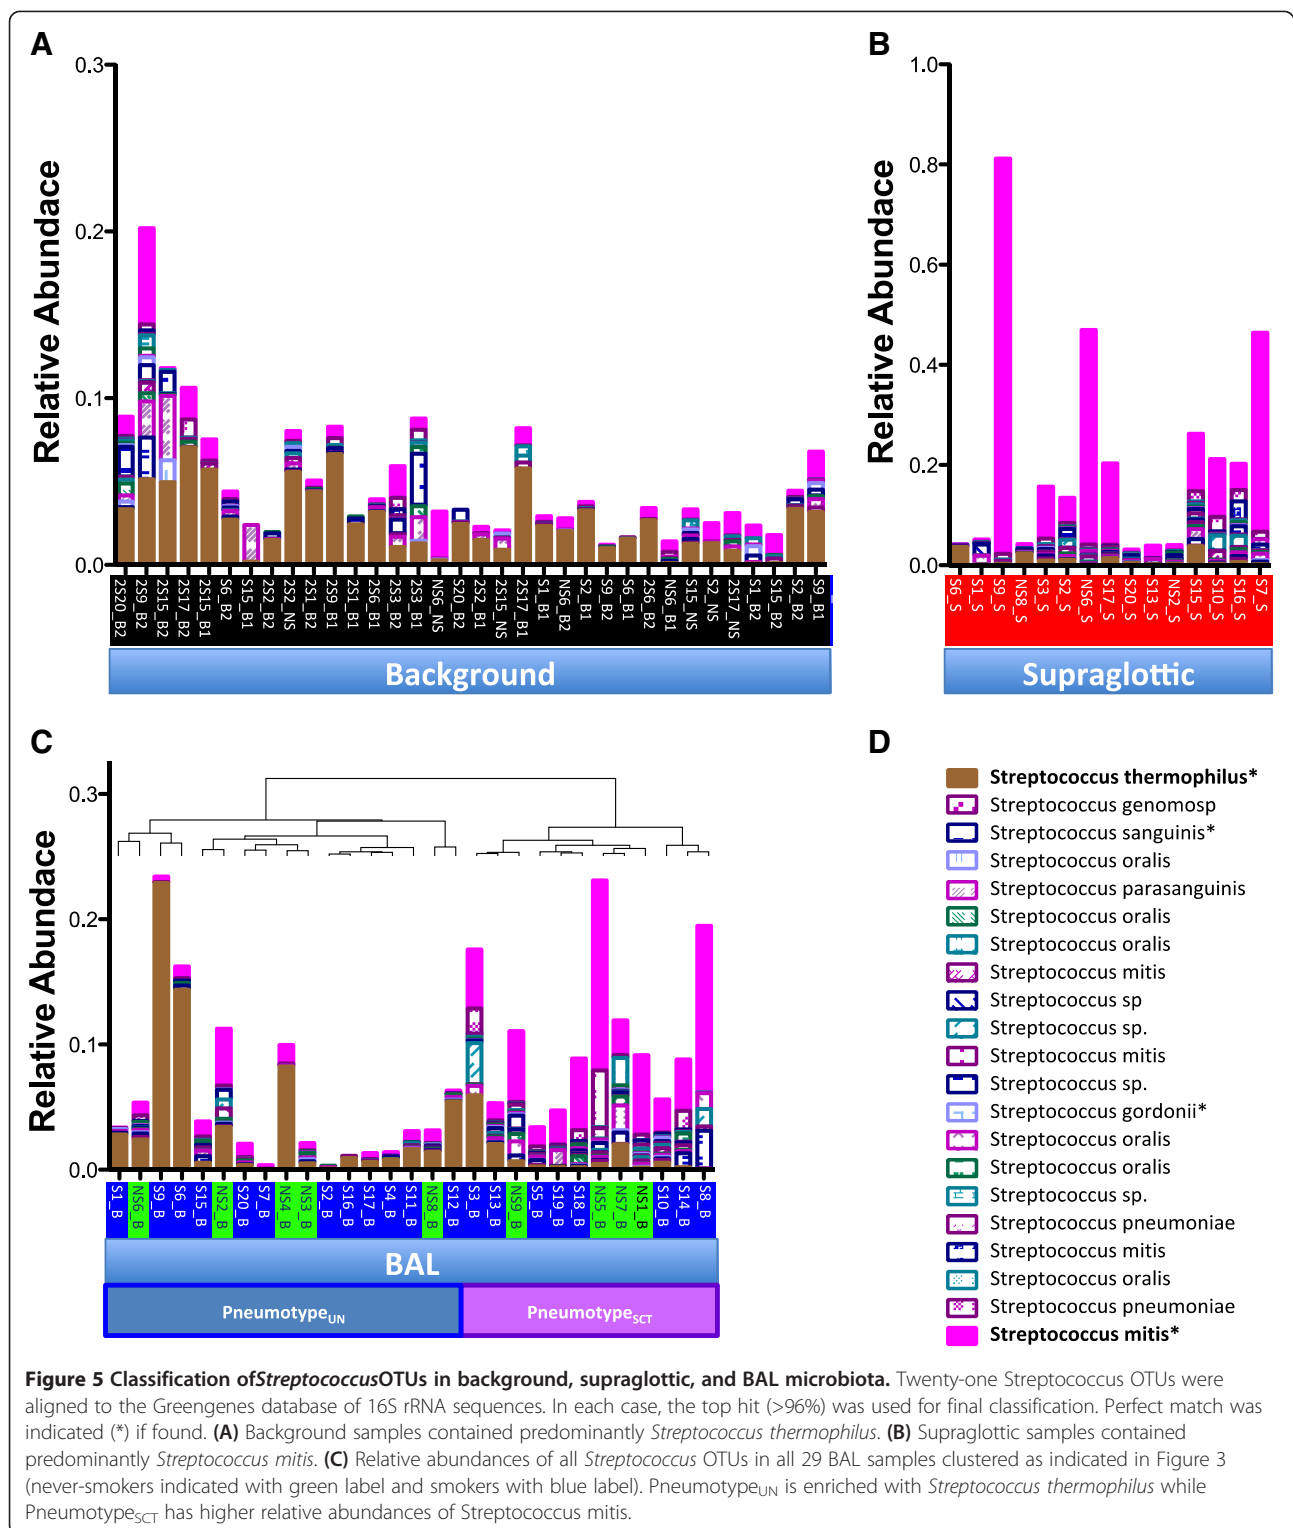 A
0.3
0.2
0.1
0.0
Relative Abundace
2S20_B2
2S9_B2
2S15_B2
2S17_B2
2S15_B1
S6_B2
S15_B1
2S2_B2
2S2_NS
2S1_B2
2S9_B1
2S1_B1
2S6_B1
2S3_B2
2S3_B1
NS6_NS
S20_B2
2S2_B1
2S15_NS
2S17_B1
S1_B1
NS6_B2
S9_B2
S6_B1
2S6_B2
NS6_B1
S15_NS
S2_NS
2S17_NS
S1_B2
S15_B2
S2_B2
S9_B1
Background
B
1.0
0.8
0.6
0.4
0.2
0.0
Relative Abundace
S6_S
S1_S
S9_S
NS8_S
S3_S
S2_S
NS6_S
S17_S
S20_S
S13_S
NS2_S
S15_S
S10_S
S16_S
S7_S
Supraglottic
C
0.3
0.2
0.1
0.0
Relative Abundace
S1_B
NS6_B
S9_B
S6_B
S15_B
NS2_B
S20_B
S7_B
NS4_B
NS3_B
S2_B
S16_B
S17_B
S4_B
S11_B
NS8_B
S12_B
S3_B
S13_B
NS9_B
S5_B
S19_B
S18_B
NS5_B
NS7_B
NS1_B
S10_B
S14_B
S8_B
BAL
PneumotypeUN
PneumotypeSCT
D
Streptococcus thermophilus*
Streptococcus genomosp
Streptococcus sanguinis*
Streptococcus oralis
Streptococcus parasanguinis
Streptococcus oralis
Streptococcus oralis
Streptococcus mitis
Streptococcus sp
Streptococcus sp.
Streptococcus mitis
Streptococcus sp.
Streptococcus gordonii*
Streptococcus oralis
Streptococcus oralis
Streptococcus sp.
Streptococcus pneumoniae
Streptococcus mitis
Streptococcus oralis
Streptococcus pneumoniae
Streptococcus mitis*
Figure 5 Classification ofStreptococcusOTUs in background, supraglottic, and BAL microbiota. Twenty-one Streptococcus OTUs were
aligned to the Greengenes database of 16S rRNA sequences. In each case, the top hit (>96%) was used for final classification. Perfect match was
indicated (*) if found. (A) Background samples contained predominantly Streptococcus thermophilus. (B) Supraglottic samples contained
predominantly Streptococcus mitis. (C) Relative abundances of all Streptococcus OTUs in all 29 BAL samples clustered as indicated in Figure 3
(never-smokers indicated with green label and smokers with blue label). PneumotypeUN is enriched with Streptococcus thermophilus while
PneumotypeSCT has higher relative abundances of Streptococcus mitis.